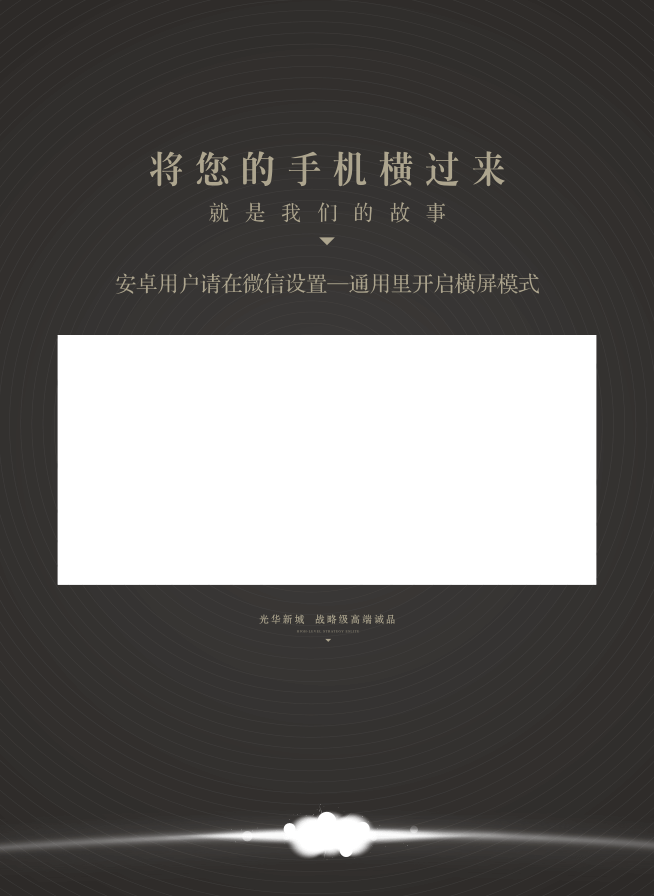 将您的手机横过来
就是我们的故事
安卓用户请在微信设置—通用里开启横屏模式
光华新城 战略级高端诚品